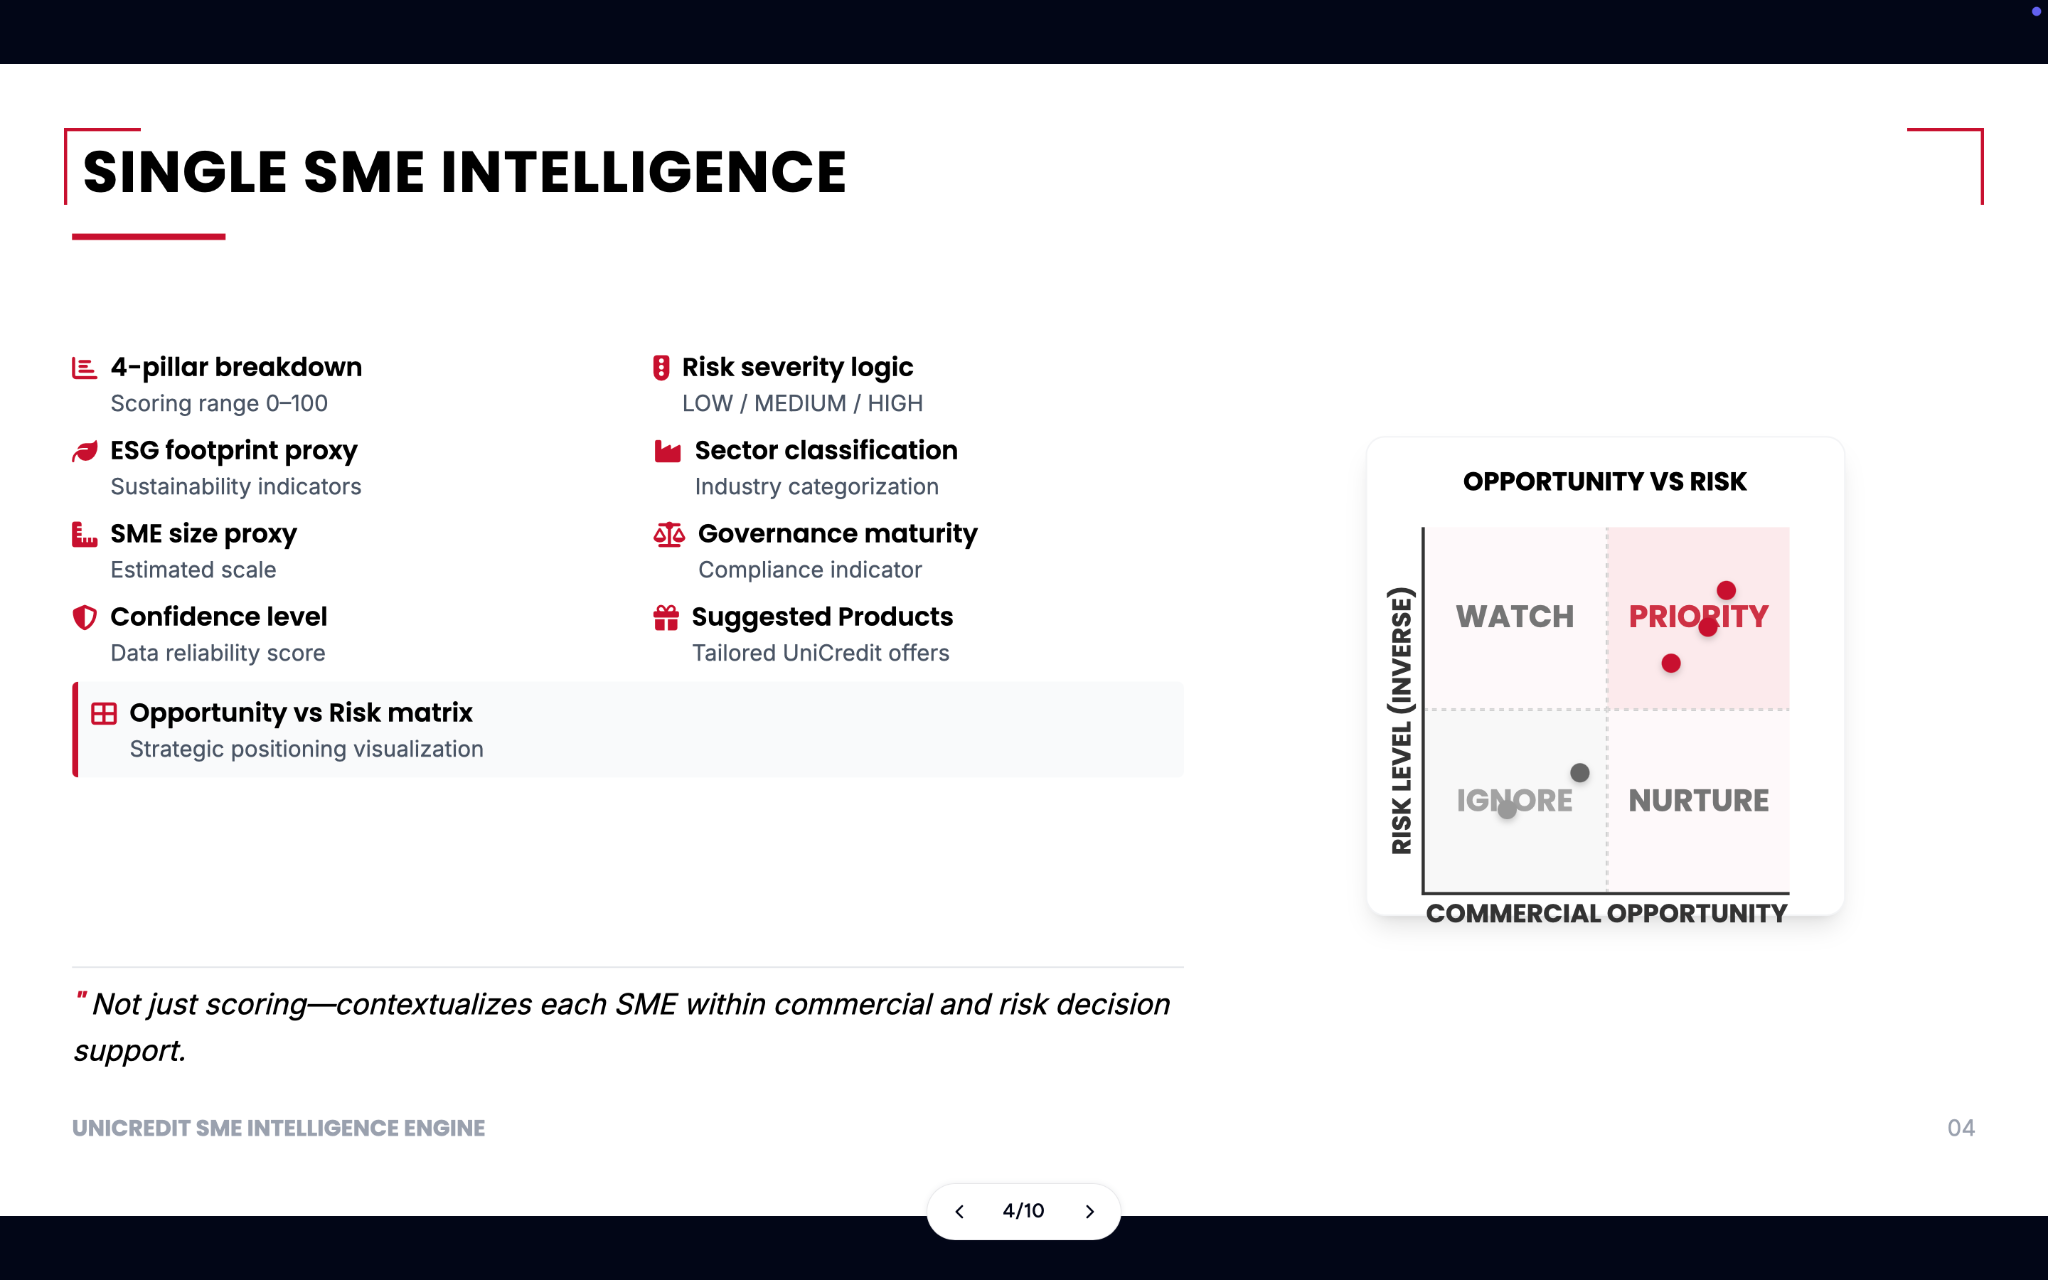 SINGLE SME INTELLIGENCE
4-pillar breakdown
Scoring range 0–100
Risk severity logic
LOW / MEDIUM / HIGH
ESG footprint proxy
Sustainability indicators
Sector classification
Industry categorization
SME size proxy
Estimated scale
Governance maturity
Compliance indicator
Confidence level
Data reliability score
Suggested Products
Tailored UniCredit offers
Opportunity vs Risk matrix
Strategic positioning visualization
OPPORTUNITY VS RISK
RISK LEVEL (INVERSE)
WATCH
PRIORITY
IGNORE
NURTURE
COMMERCIAL OPPORTUNITY
" Not just scoring—contextualizes each SME within commercial and risk decision
support.
UNICREDIT SME INTELLIGENCE ENGINE
04
4/10